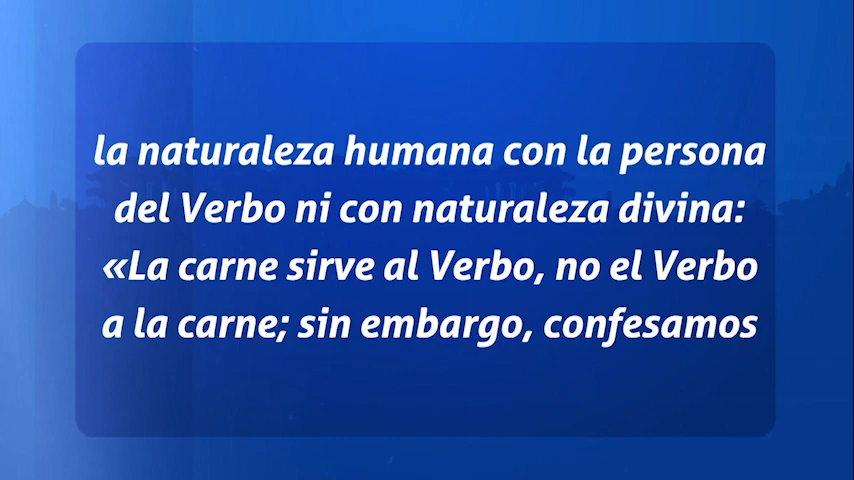 la naturaleza humana con la persona
del Verbo ni con naturaleza divina:
«La carne sirve al Verbo, no el Verbo
a la carne; sin embargo, confesamos